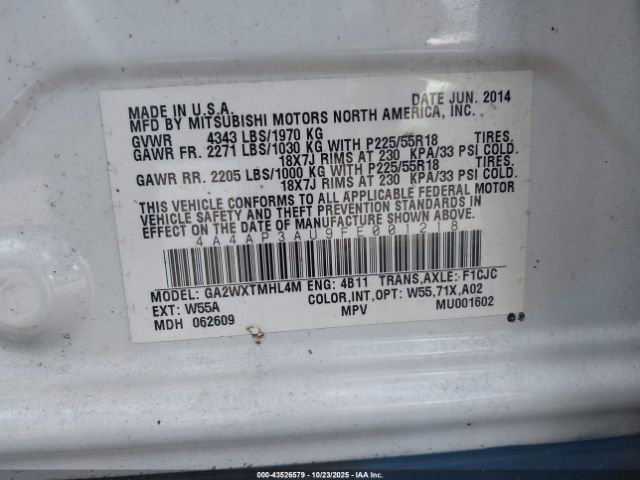 MADE IN U.S.A. DATE JUN. 2014
MFD BY MITSUBISHI MOTORS NORTH AMERICA, INC.
GVWR 4343 LBS/1970 KG
GAWR FR. 2271 LBS/1030 KG WITH P225/55R18 TIRES,
18X7J RIMS AT 230 KPA/33 PSI COLD.
GAWR RR. 2205 LBS/1000 KG WITH P225/55R18 TIRES,
18X7J RIMS AT 230 KPA/33 PSI COLD.
THIS VEHICLE CONFORMS TO ALL APPLICABLE FEDERAL MOTOR
VEHICLE SAFETY AND THEFT PREVENTION STANDARDS IN
EFFECT ON THE DATE OF MANUFACTURE SHOWN ABOVE.
4A4AP3AU9FE001218
MODEL: GA2WXTMHL4M ENG: 4B11 TRANS,AXLE: F1CJC
EXT: W55A COLOR,INT,OPT: W55,71X,A02
MDH 062609 MPV MU001602
000-43526579 - 10/23/2025 - Copyright © 2025 IAA, Inc. All Rights Reserved.